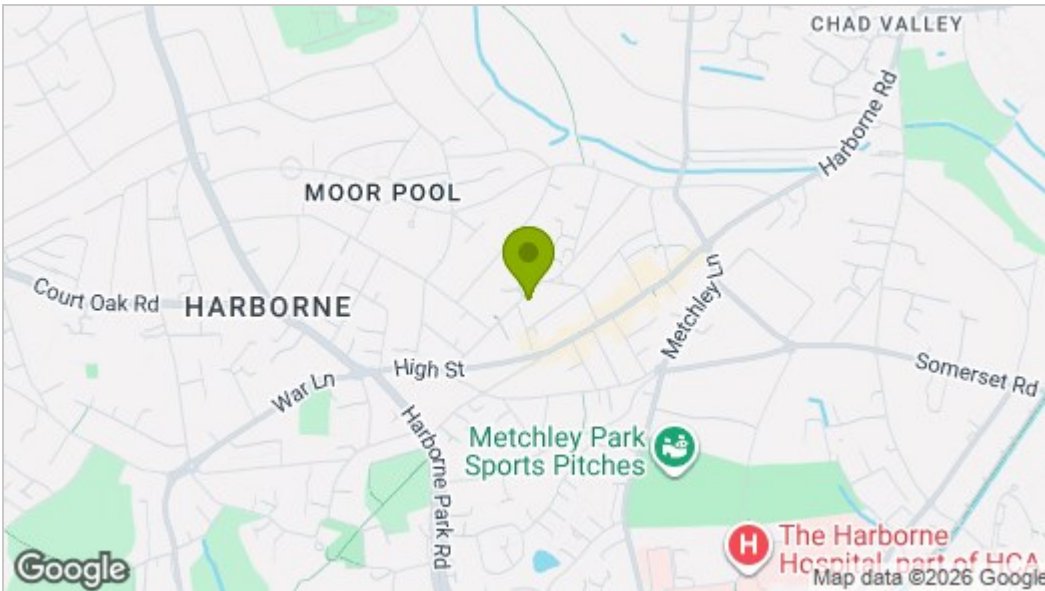 CHAD VALLEY
Harborne Rd
MOOR POOL
Court Oak Rd
HARBORNE
Metchley Ln
High St
War Ln
Somerset Rd
Harborne Park Rd
Metchley Park
Sports Pitches
H
The Harborne
Hospital, part of HCA
Google
Map data ©2026 Google